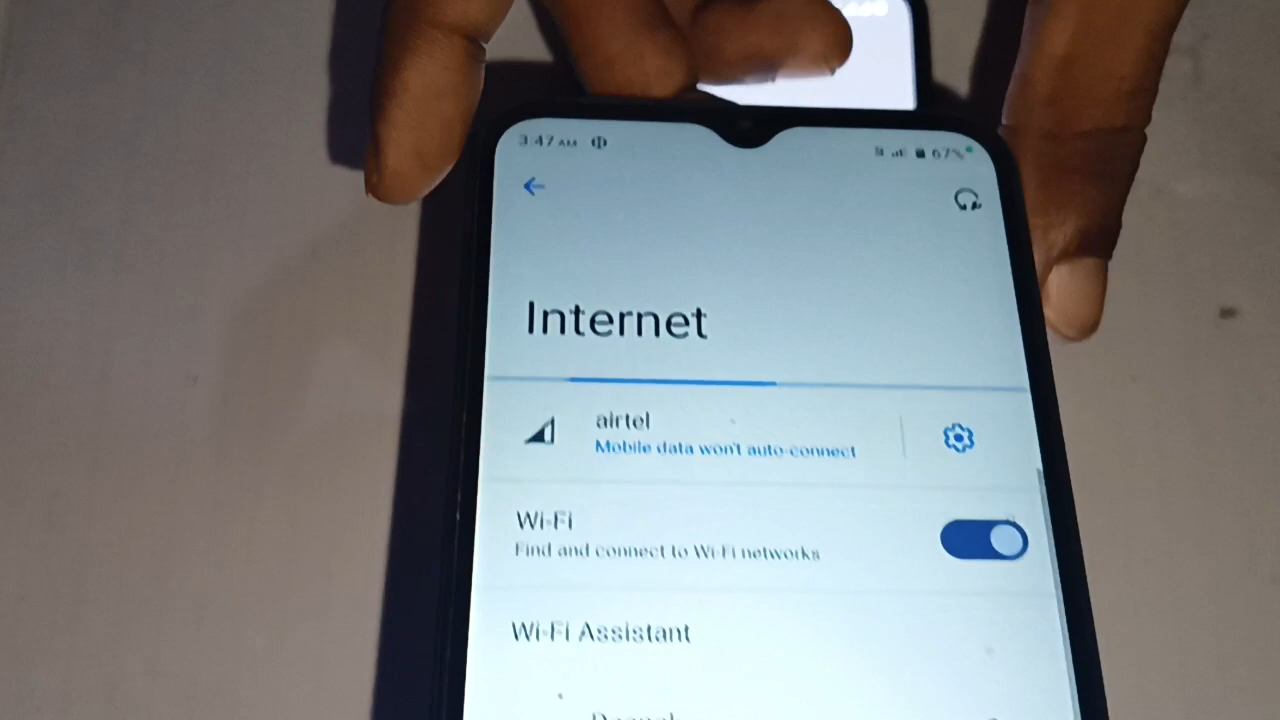 3:47 AM
67%
Internet
airtel
Mobile data won't auto-connect
Wi-Fi
Find and connect to Wi-Fi networks
Wi-Fi Assistant